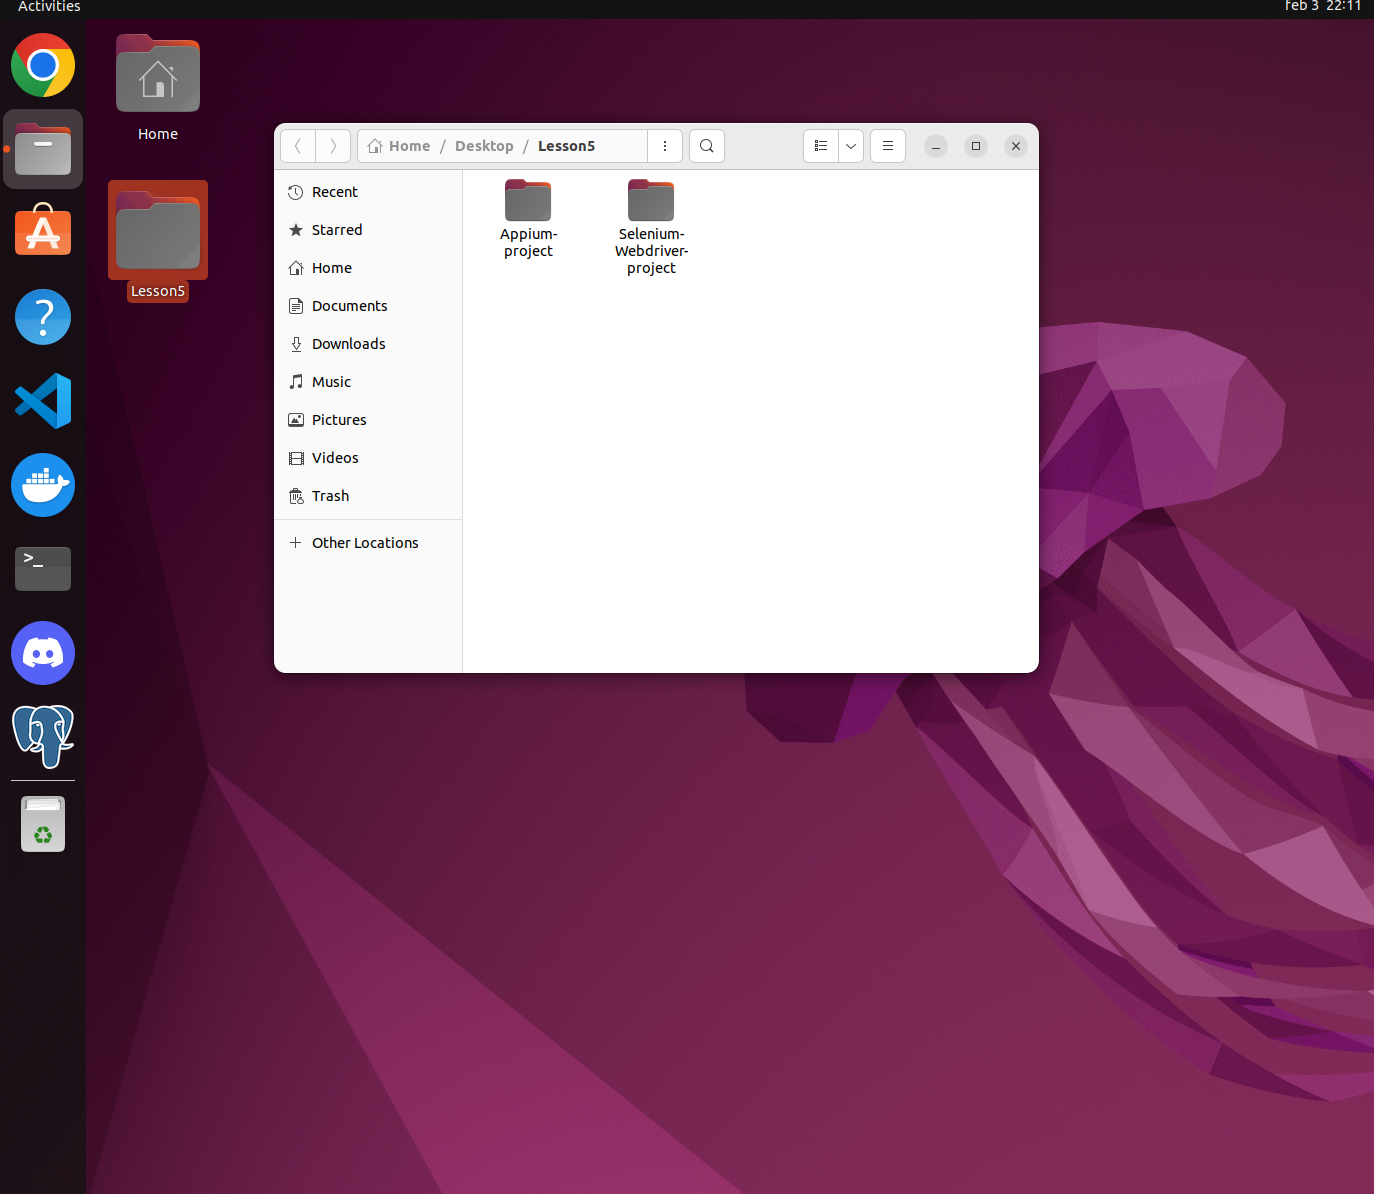 Activities
Feb 3 22:11
Home
Lesson5
Home / Desktop / Lesson5
Recent
Starred
Home
Documents
Downloads
Music
Pictures
Videos
Trash
Other Locations
Appium-
project
Selenium-
Webdriver-
project